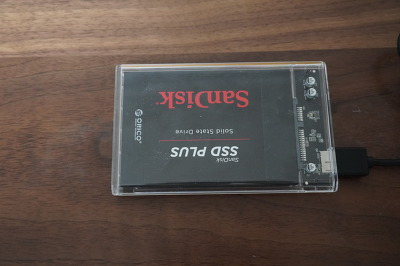 SanDisk
SSD PLUS
Solid State Drive
SanDisk
ORICO